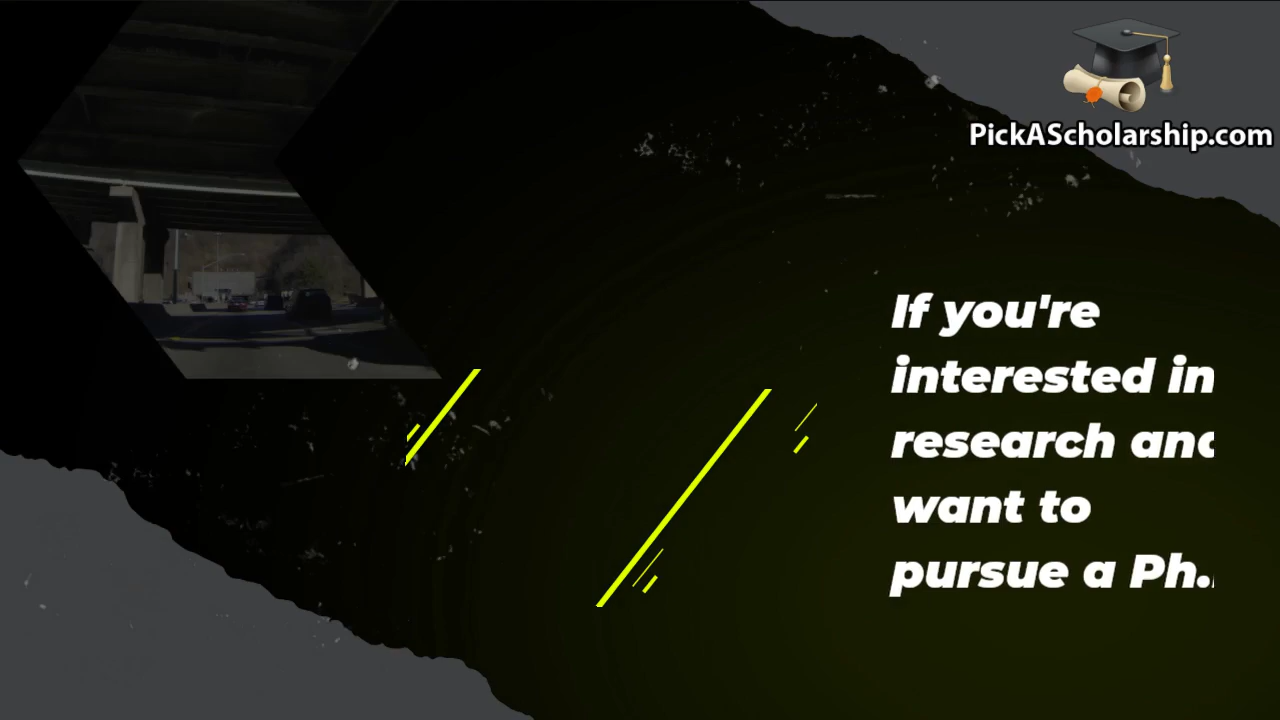 PickAScholarship.com
If you're
interested in
research and
want to
pursue a Ph.